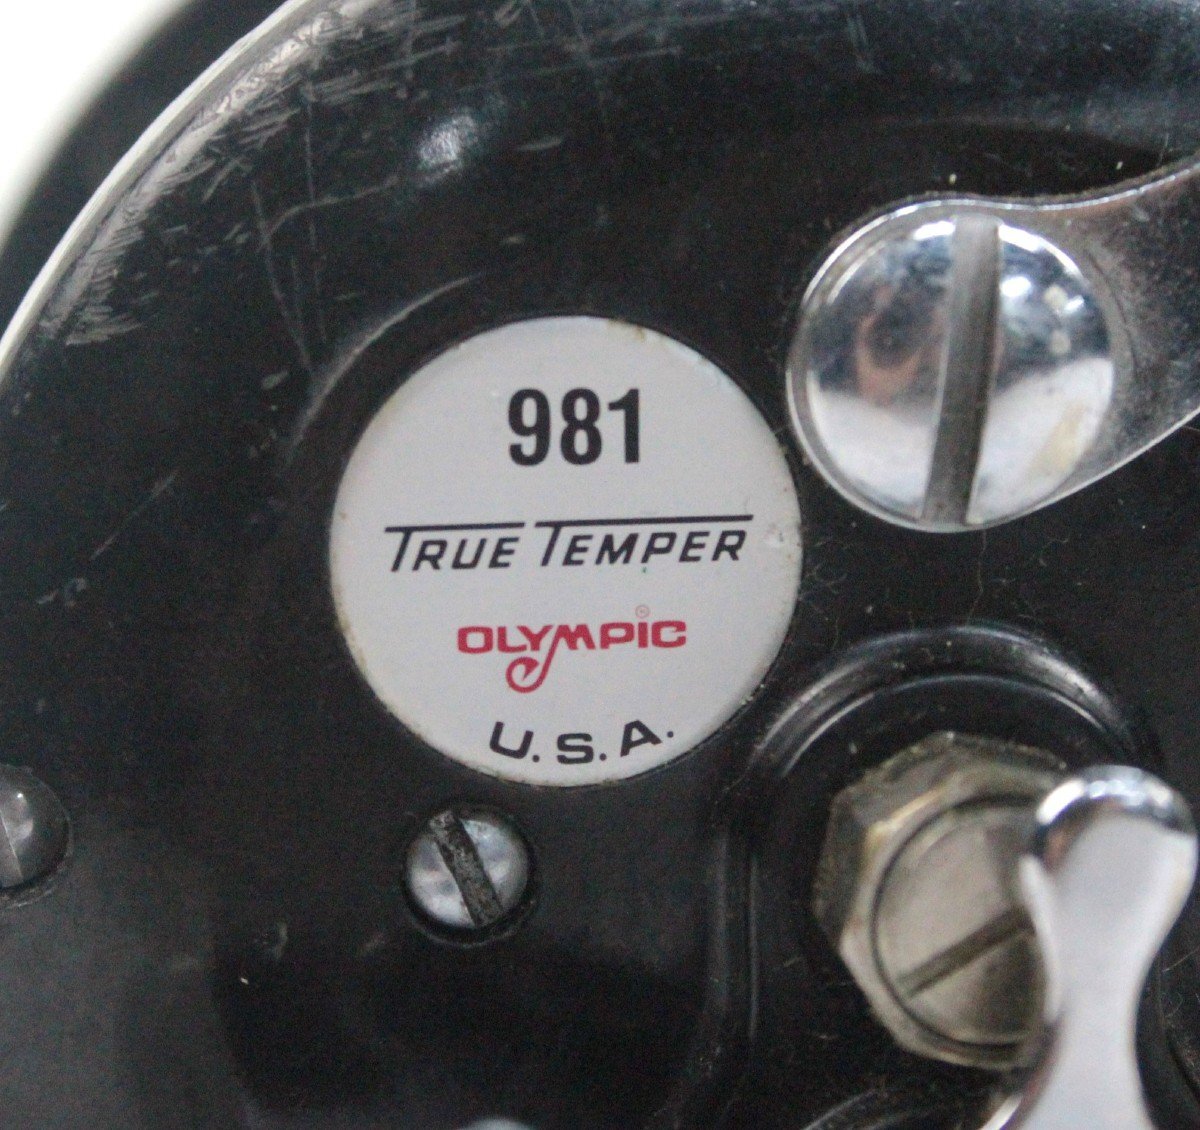 981
TRUE TEMPER
OLYMPIC®
U.S.A.